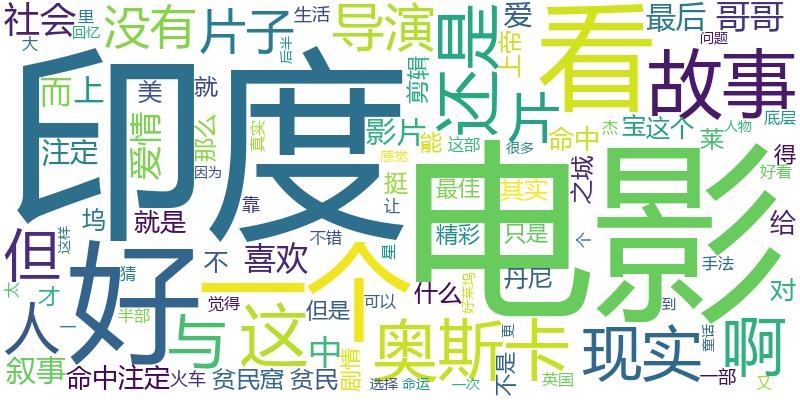 社会
大
里
回忆
没有
片子
生活
后半
导演
还是
爱
上帝
看
最后
哥哥
问题
印度
而
上
美
就
爱情
那么
真实
剪辑
影片
能
这部
感觉
片
很多
命中
宝
这个
故事
杰
人物
底层
莱
得
好看
注定
因为
坞
就是
靠
挺
让
最佳
其实
之城
电影
给
但
这样
好
不
喜欢
不错
星
精彩
只是
个
手法
猜
一个
丹尼
对
太
才
半部
觉得
但是
可以
什么
好莱坞
到
人
一
与
这
中
奥斯卡
更
现实
童话
啊
叙事
命中注定
火车
贫民窟
贫民
剧情
选择
命运
一次
不是
英国
一部
又